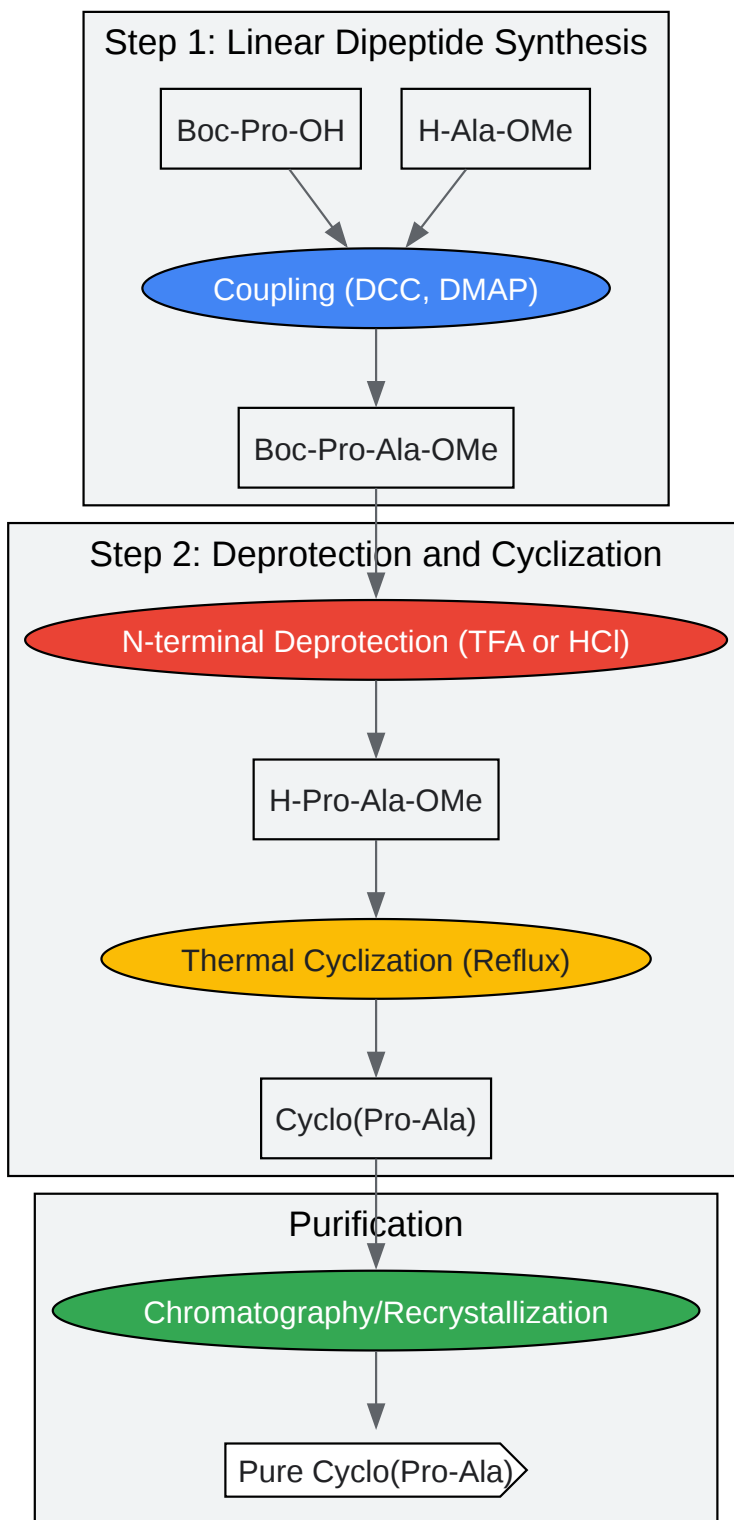 Step 1: Linear Dipeptide Synthesis
Boc-Pro-OH
H-Ala-OMe
Coupling (DCC, DMAP)
Boc-Pro-Ala-OMe
Step 2: Deprotection and Cyclization
N-terminal Deprotection (TFA or HCl)
H-Pro-Ala-OMe
Thermal Cyclization (Reflux)
Cyclo(Pro-Ala)
Purification
Chromatography/Recrystallization
Pure Cyclo(Pro-Ala)